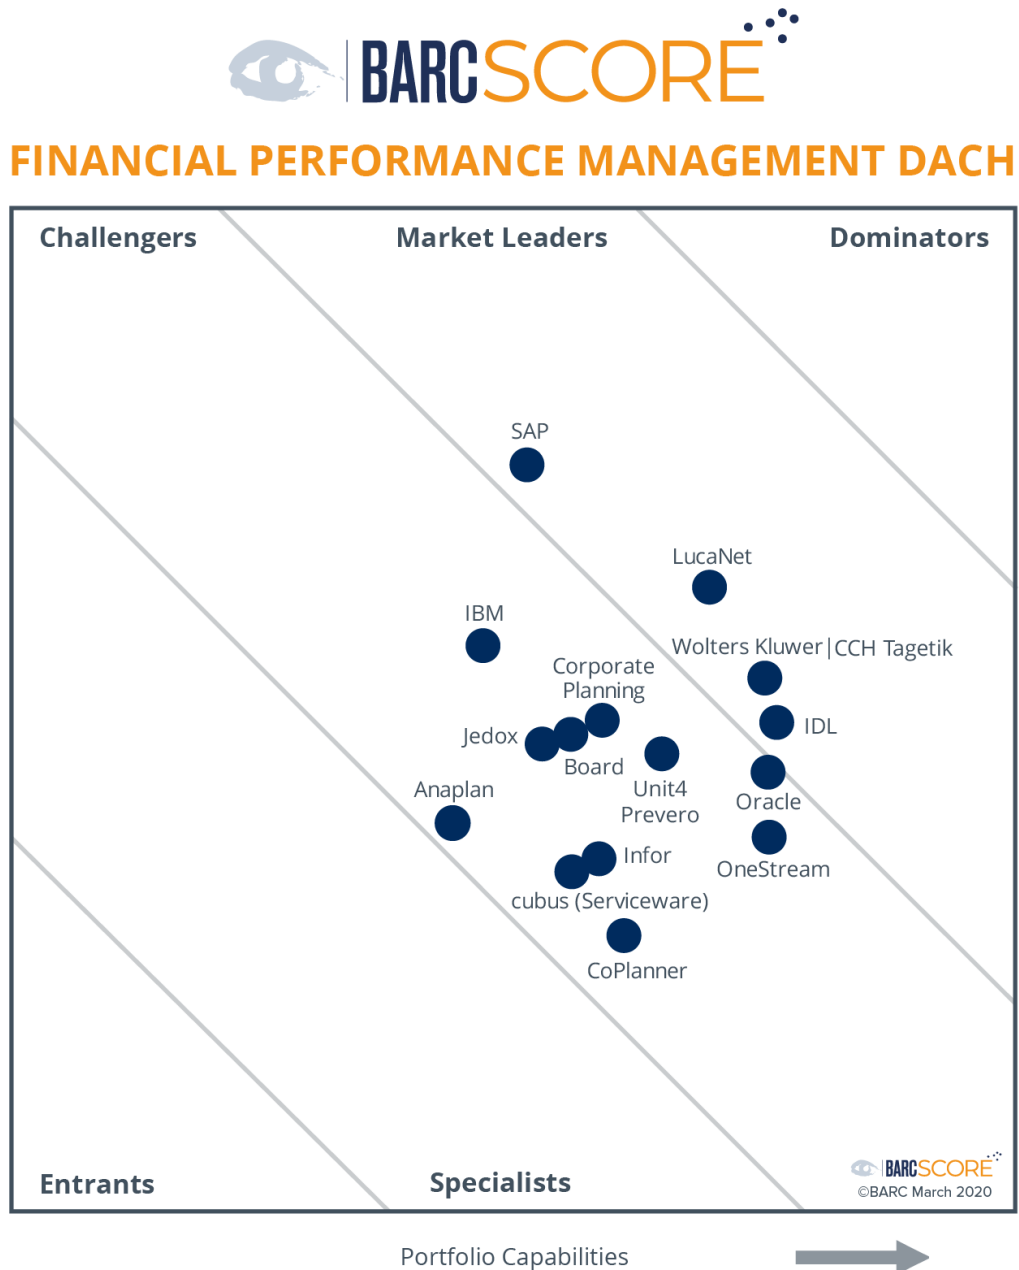 BARCSCORE
FINANCIAL PERFORMANCE MANAGEMENT DACH
Challengers
Market Leaders
Dominators
SAP
LucaNet
IBM
Wolters Kluwer|CCH Tagetik
Corporate
Planning
IDL
Jedox
Board
Unit4
Prevero
Anaplan
Oracle
Infor
OneStream
cubus (Serviceware)
CoPlanner
BARCSCORE
©BARC March 2020
Entrants
Specialists
Portfolio Capabilities